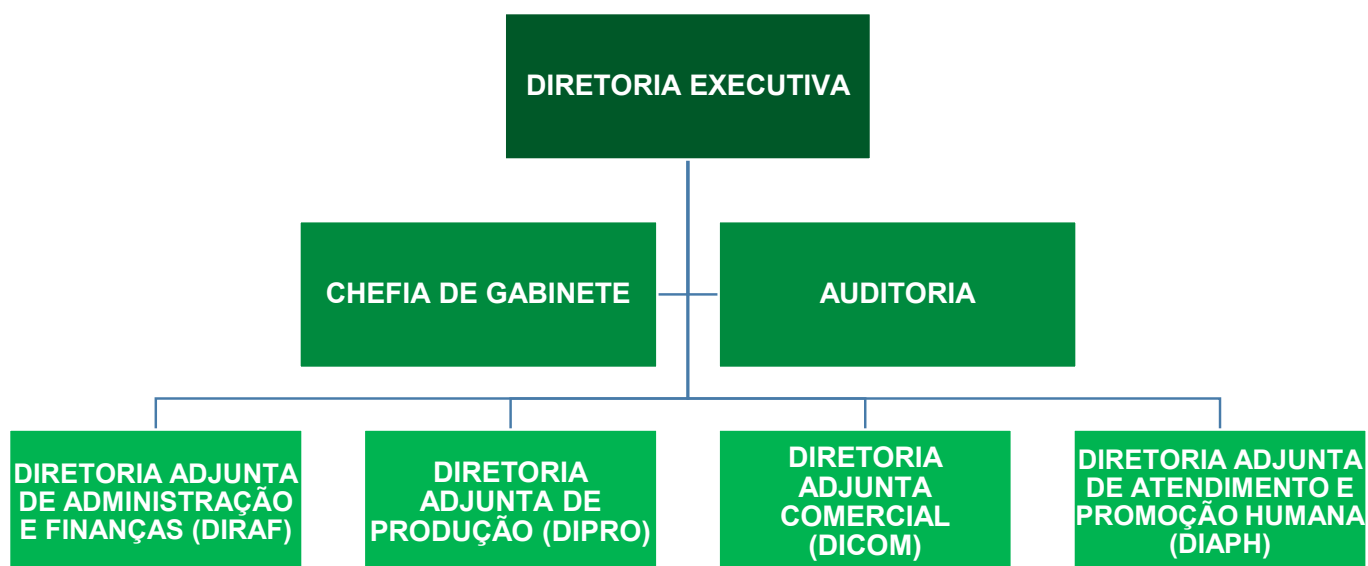 DIRETORIA EXECUTIVA
CHEFIA DE GABINETE
AUDITORIA
DIRETORIA ADJUNTA
DE ADMINISTRAÇÃO
E FINANÇAS (DIRAF)
DIRETORIA
ADJUNTA DE
PRODUÇÃO (DIPRO)
DIRETORIA
ADJUNTA
COMERCIAL
(DICOM)
DIRETORIA ADJUNTA
DE ATENDIMENTO E
PROMOÇÃO HUMANA
(DIAPH)